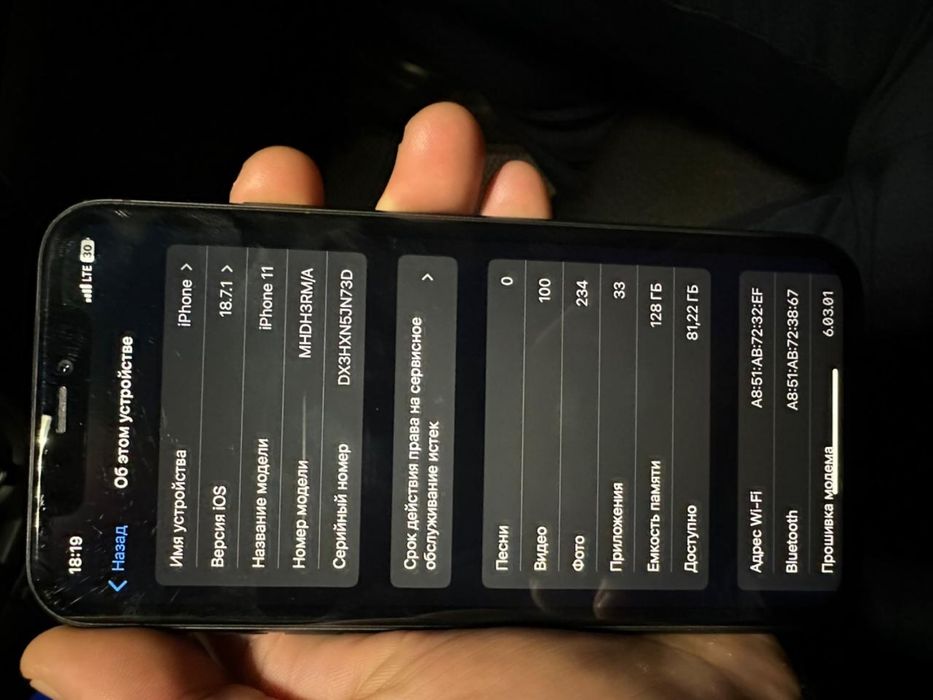 18:19
LTE 30
Назад
Об этом устройстве
Имя устройства iPhone
Версия iOS 18.7.1
Название модели iPhone 11
Номер модели MHDH3RM/A
Серийный номер DX3HXN5JN73D
Срок действия права на сервисное
обслуживание истек
Песни 0
Видео 100
Фото 234
Приложения 33
Емкость памяти 128 ГБ
Доступно 81,22 ГБ
Адрес Wi-Fi A8:51:AB:72:32:EF
Bluetooth A8:51:AB:72:38:67
Прошивка модема 6.03.01